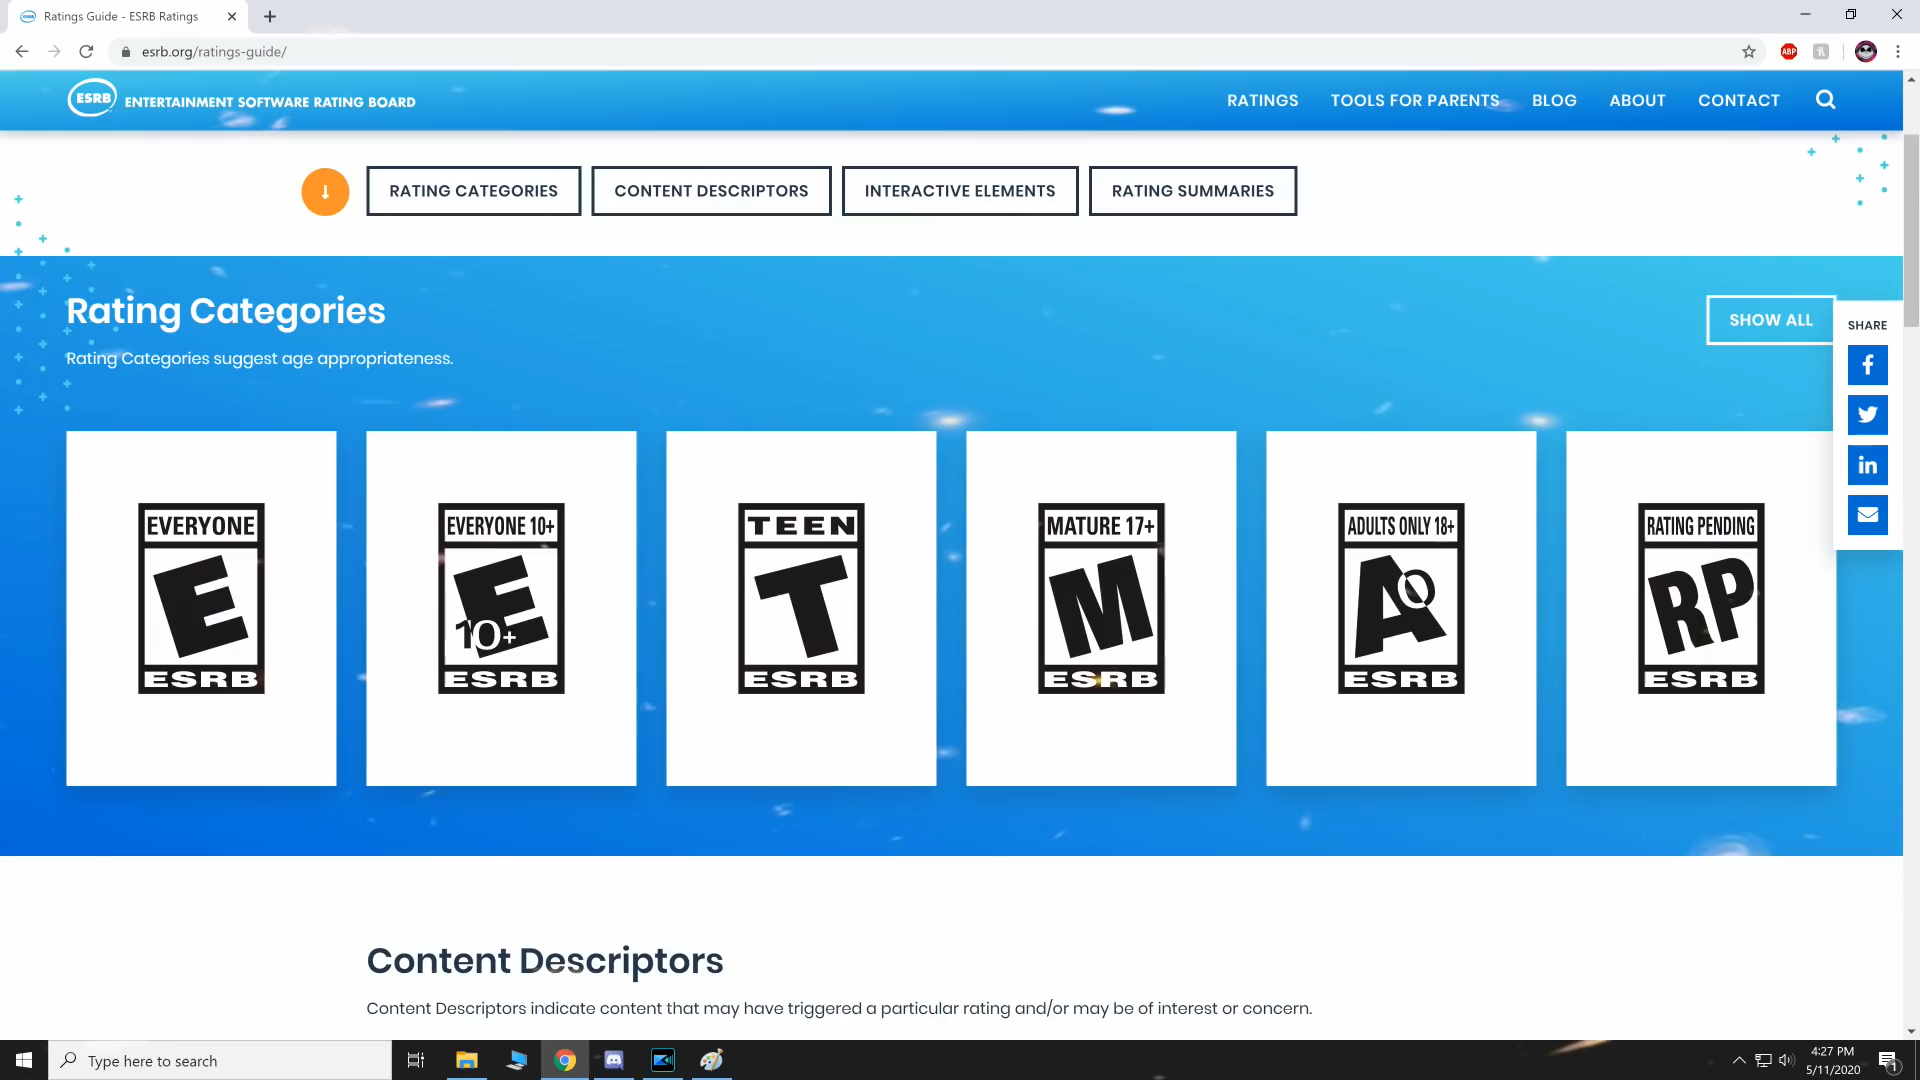 Ratings Guide - ESRB Ratings
esrb.org/ratings-guide/
ABP
ESRB ENTERTAINMENT SOFTWARE RATING BOARD
RATINGS TOOLS FOR PARENTS BLOG ABOUT CONTACT
RATING CATEGORIES CONTENT DESCRIPTORS INTERACTIVE ELEMENTS RATING SUMMARIES
Rating Categories
Rating Categories suggest age appropriateness.
SHOW ALL
SHARE
EVERYONE
E
ESRB
EVERYONE 10+
E
10+
ESRB
TEEN
T
ESRB
MATURE 17+
M
ESRB
ADULTS ONLY 18+
AO
ESRB
RATING PENDING
RP
ESRB
Content Descriptors
Content Descriptors indicate content that may have triggered a particular rating and/or may be of interest or concern.
Type here to search
4:27 PM
5/11/2020
1